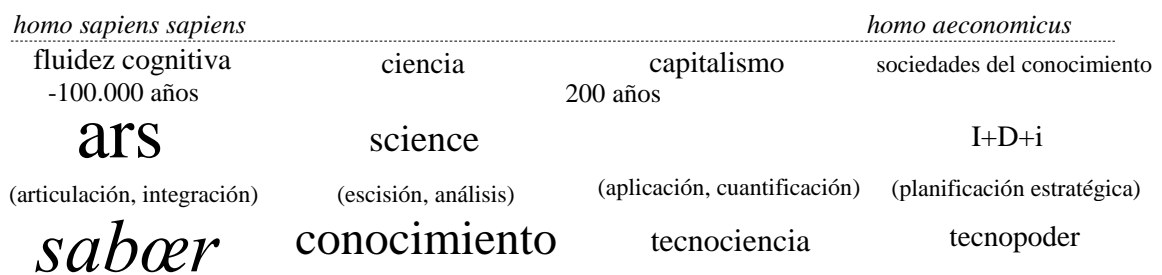 homo sapiens sapiens homo aeconomicus
fluidez cognitiva ciencia capitalismo sociedades del conocimiento
-100.000 años 200 años
ars science I+D+i
(articulación, integración) (escisión, análisis) (aplicación, cuantificación) (planificación estratégica)
sabœr conocimiento tecnociencia tecnopoder